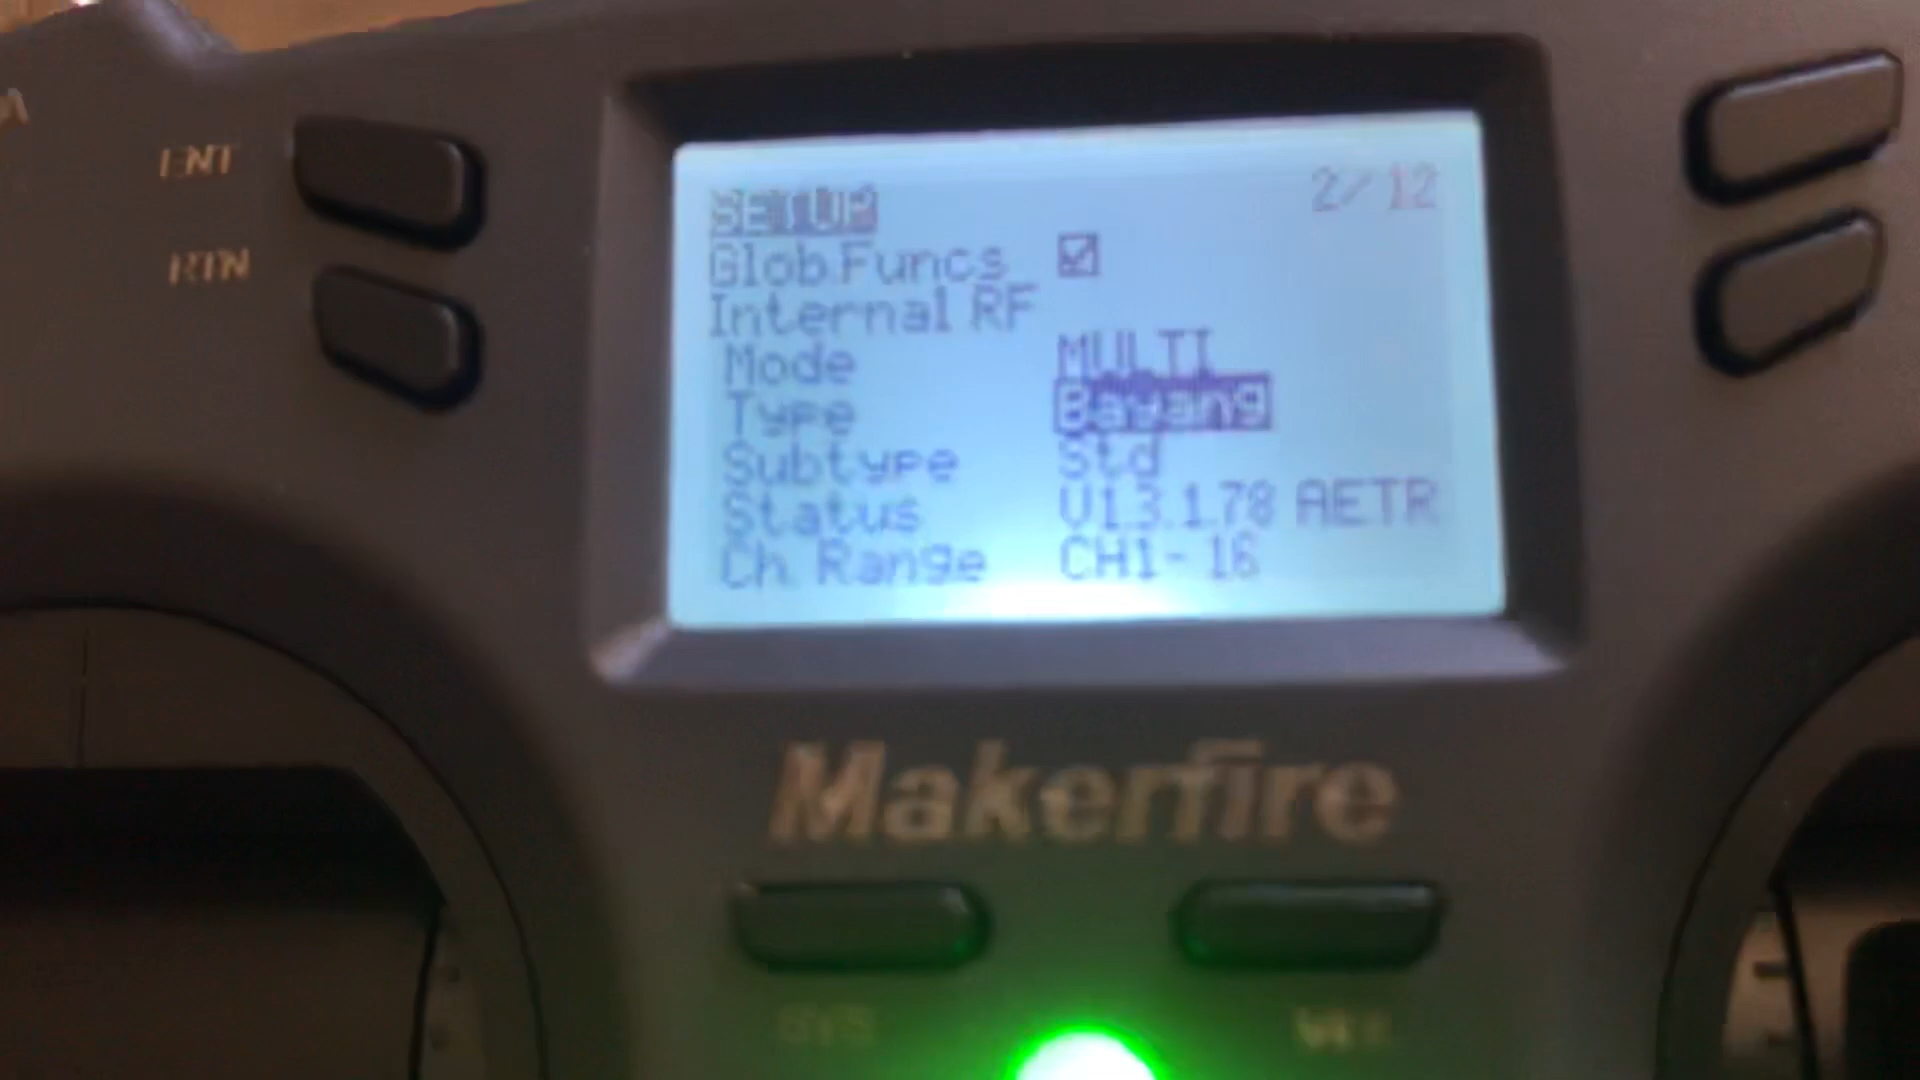 ENT
RTN
SETUP 2/12
Glob.Funcs
Internal RF
Mode MULTI
Type Bayang
Subtype Std
Status V1.3.1.78 AETR
Ch. Range CH1-16
Makerfire
SYS